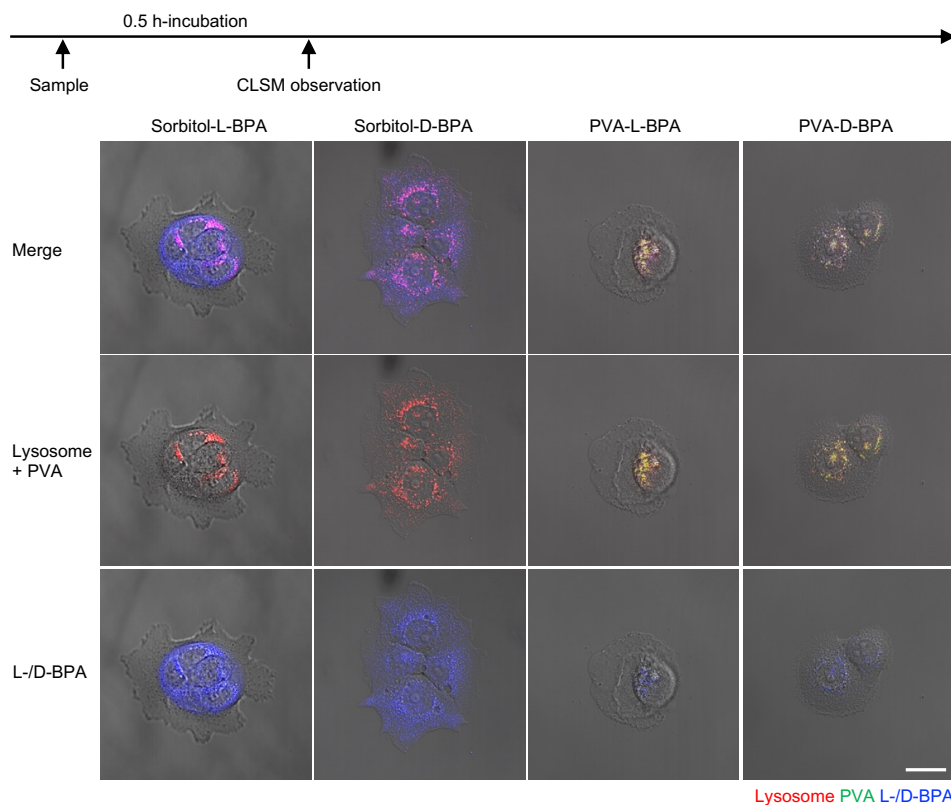 0.5 h-incubation
Sample
CLSM observation
Sorbitol-L-BPA
Sorbitol-D-BPA
PVA-L-BPA
PVA-D-BPA
Merge
Lysosome
+ PVA
L-/D-BPA
Lysosome PVA L-/D-BPA